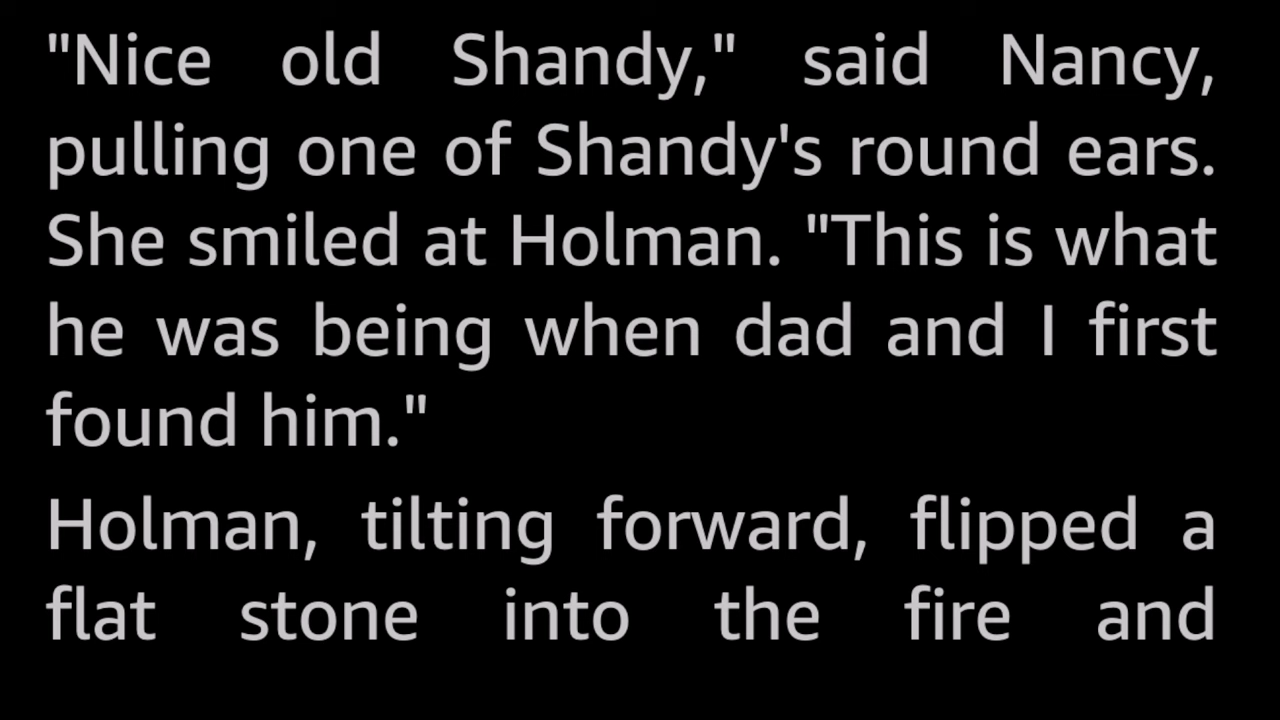 "Nice old Shandy," said Nancy,
pulling one of Shandy's round ears.
She smiled at Holman. "This is what
he was being when dad and I first
found him."
Holman, tilting forward, flipped a
flat stone into the fire and